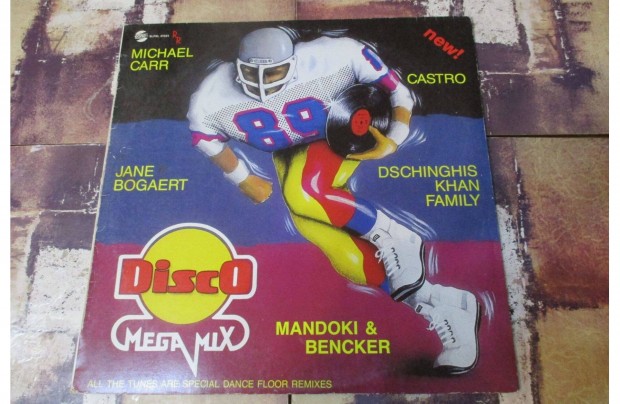 MICHAEL
CARR
new!
CASTRO
89
JANE
BOGAERT
DSCHINGHIS
KHAN
FAMILY
Disco
MEGA MIX
MANDOKI &
BENCKER
ALL THE TUNES ARE SPECIAL DANCE FLOOR REMIXES